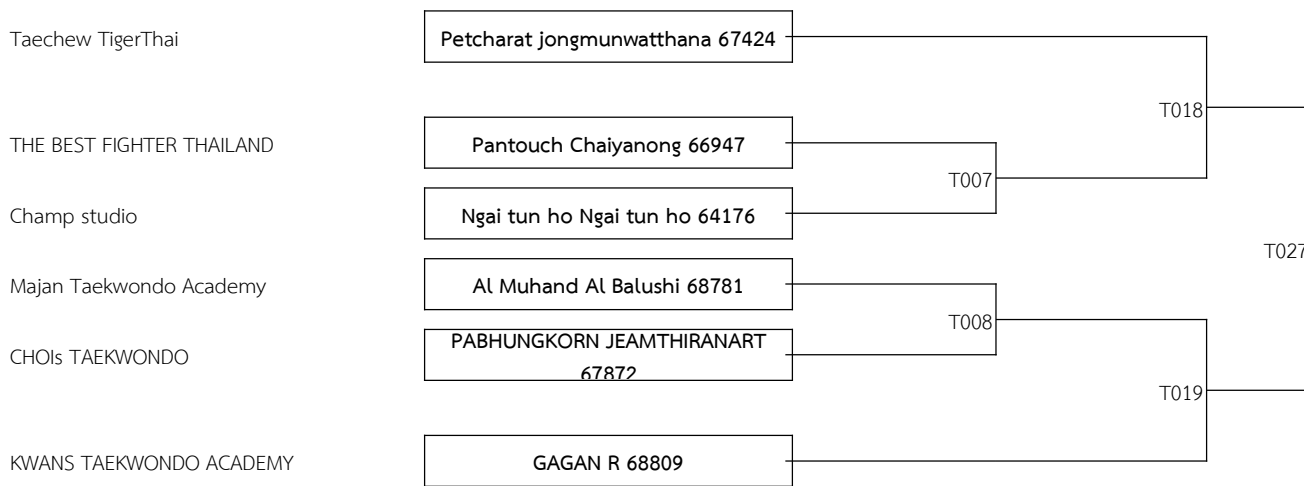 Taechew TigerThai
Petcharat jongmunwatthana 67424
T018
THE BEST FIGHTER THAILAND
Pantouch Chaiyanong 66947
T007
Champ studio
Ngai tun ho Ngai tun ho 64176
T027
Majan Taekwondo Academy
Al Muhand Al Balushi 68781
T008
CHOIs TAEKWONDO
PABHUNGKORN JEAMTHIRANART
67872
T019
KWANS TAEKWONDO ACADEMY
GAGAN R 68809